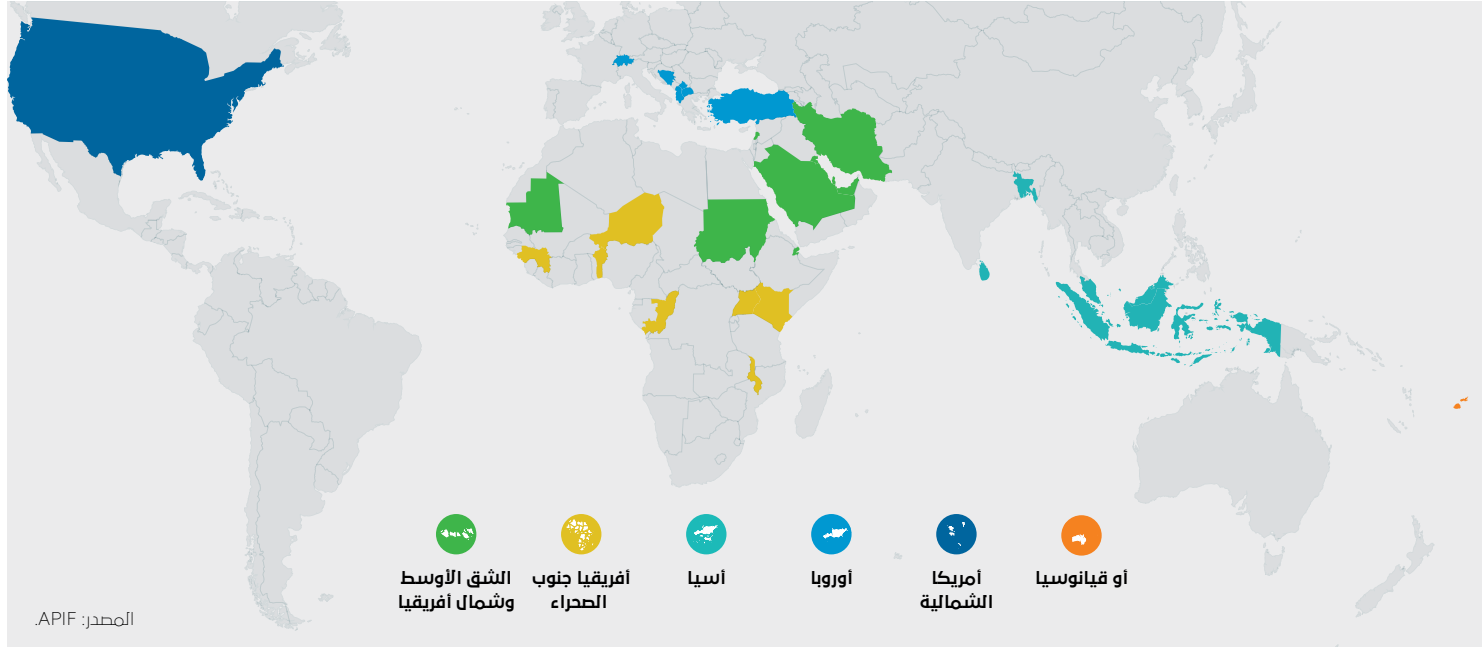 الشق الأوسط
وشمال أفريقيا
أفريقيا جنوب
الصحراء
أسيا
أوروبا
أمريكا
الشمالية
أو قيانوسيا
المصدر: APIF.